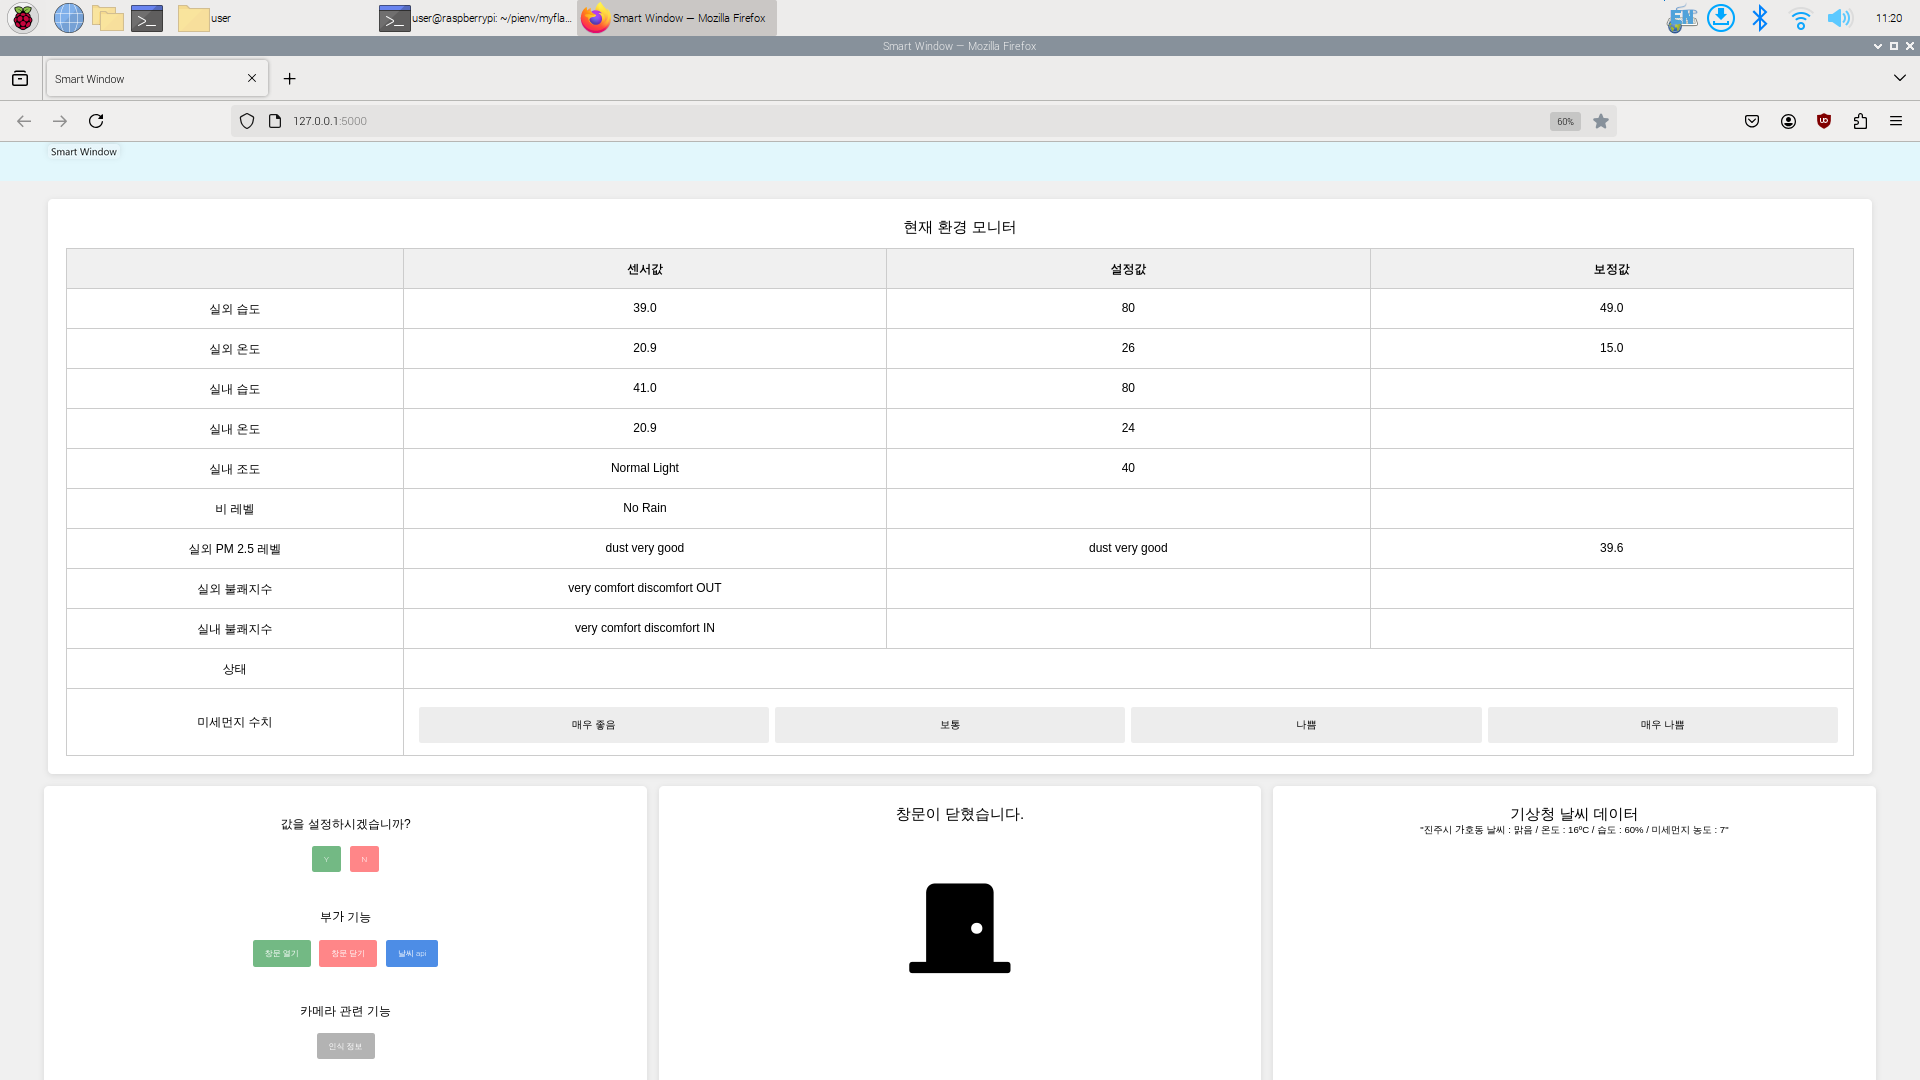 user
user@raspberrypi: ~/pienv/myfla...
Smart Window — Mozilla Firefox
EN
11:20
Smart Window — Mozilla Firefox
Smart Window
127.0.0.1:5000
60%
Smart Window
현재 환경 모니터
센서값 설정값 보정값
실외 습도 39.0 80 49.0
실외 온도 20.9 26 15.0
실내 습도 41.0 80
실내 온도 20.9 24
실내 조도 Normal Light 40
비 레벨 No Rain
실외 PM 2.5 레벨 dust very good dust very good 39.6
실외 불쾌지수 very comfort discomfort OUT
실내 불쾌지수 very comfort discomfort IN
상태
미세먼지 수치 매우 좋음 보통 나쁨 매우 나쁨
값을 설정하시겠습니까?
Y N
부가 기능
창문 열기 창문 닫기 날씨 api
카메라 관련 기능
인식 정보
창문이 닫혔습니다.
기상청 날씨 데이터
"진주시 가호동 날씨 : 맑음 / 온도 : 16ºC / 습도 : 60% / 미세먼지 농도 : 7"